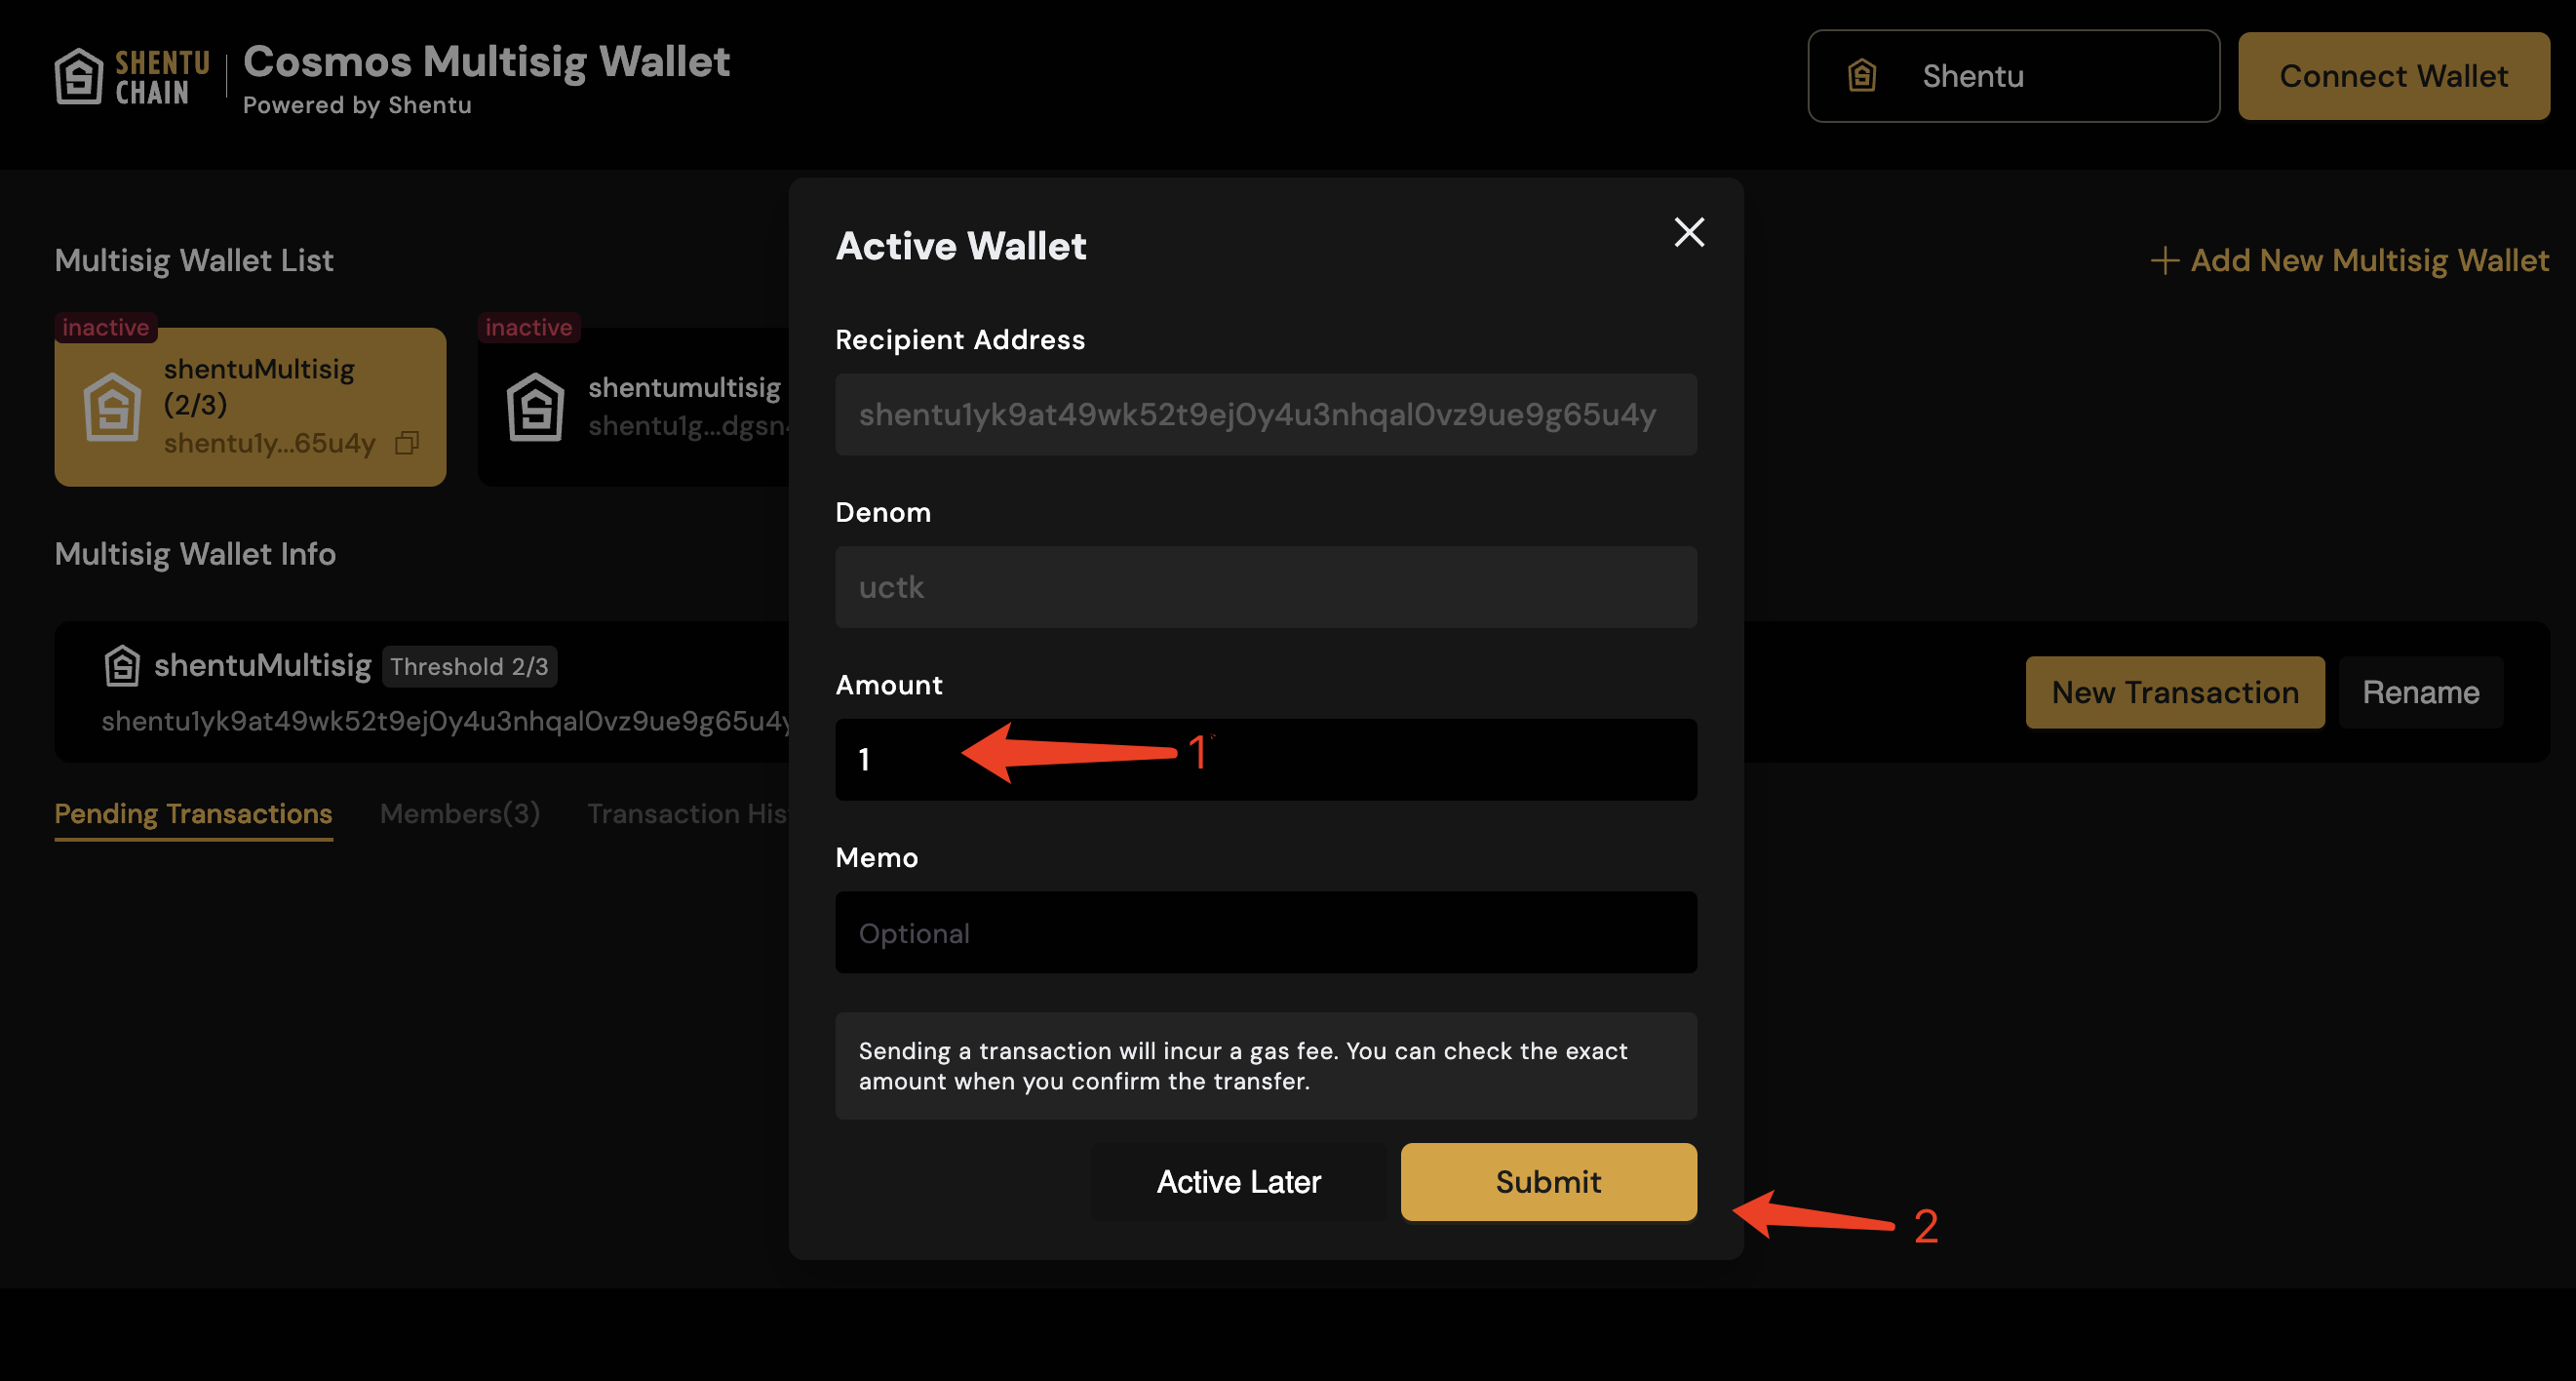 SHENTU
CHAIN
Cosmos Multisig Wallet
Powered by Shentu
Shentu
Connect Wallet
Multisig Wallet List
+ Add New Multisig Wallet
inactive
shentuMultisig
(2/3)
shentu1y...65u4y
inactive
shentumultisig
shentu1g...dgsn
Multisig Wallet Info
shentuMultisig
Threshold 2/3
shentu1yk9at49wk52t9ej0y4u3nhqal0vz9ue9g65u4y
New Transaction
Rename
Pending Transactions
Members(3)
Transaction His
Active Wallet
Recipient Address
shentu1yk9at49wk52t9ej0y4u3nhqal0vz9ue9g65u4y
Denom
uctk
Amount
1
1
Memo
Optional
Sending a transaction will incur a gas fee. You can check the exact
amount when you confirm the transfer.
Active Later
Submit
2